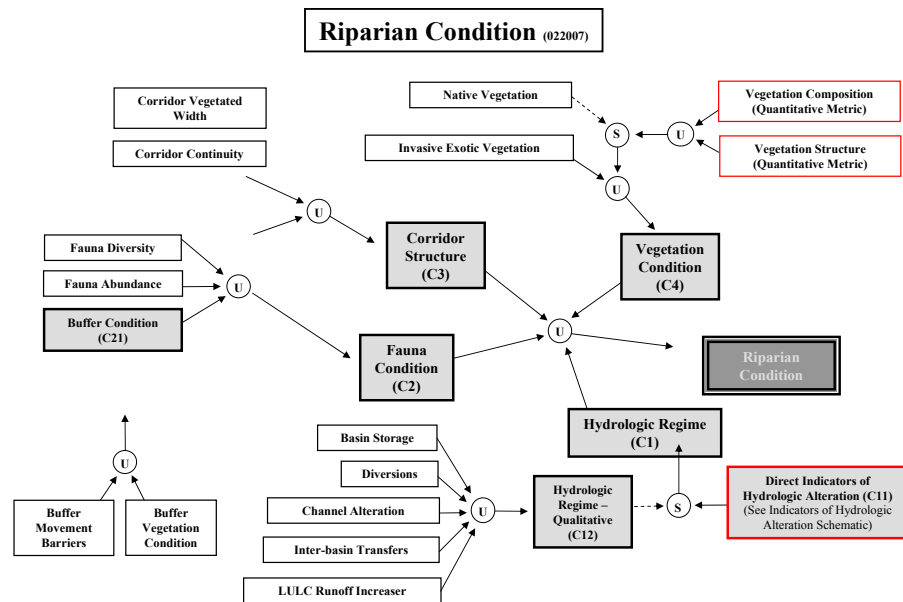 Riparian Condition (022007)
Corridor Vegetated
Width
Corridor Continuity
U
Native Vegetation
Invasive Exotic Vegetation
S
U
Vegetation Composition
(Quantitative Metric)
Vegetation Structure
(Quantitative Metric)
U
Fauna Diversity
Fauna Abundance
Buffer Condition
(C21)
U
Corridor
Structure
(C3)
Vegetation
Condition
(C4)
Fauna
Condition
(C2)
U
Riparian
Condition
Hydrologic Regime
(C1)
Basin Storage
Diversions
Channel Alteration
Inter-basin Transfers
LULC Runoff Increaser
U
Hydrologic
Regime –
Qualitative
(C12)
S
Direct Indicators of
Hydrologic Alteration (C11)
(See Indicators of Hydrologic
Alteration Schematic)
U
Buffer
Movement
Barriers
Buffer
Vegetation
Condition